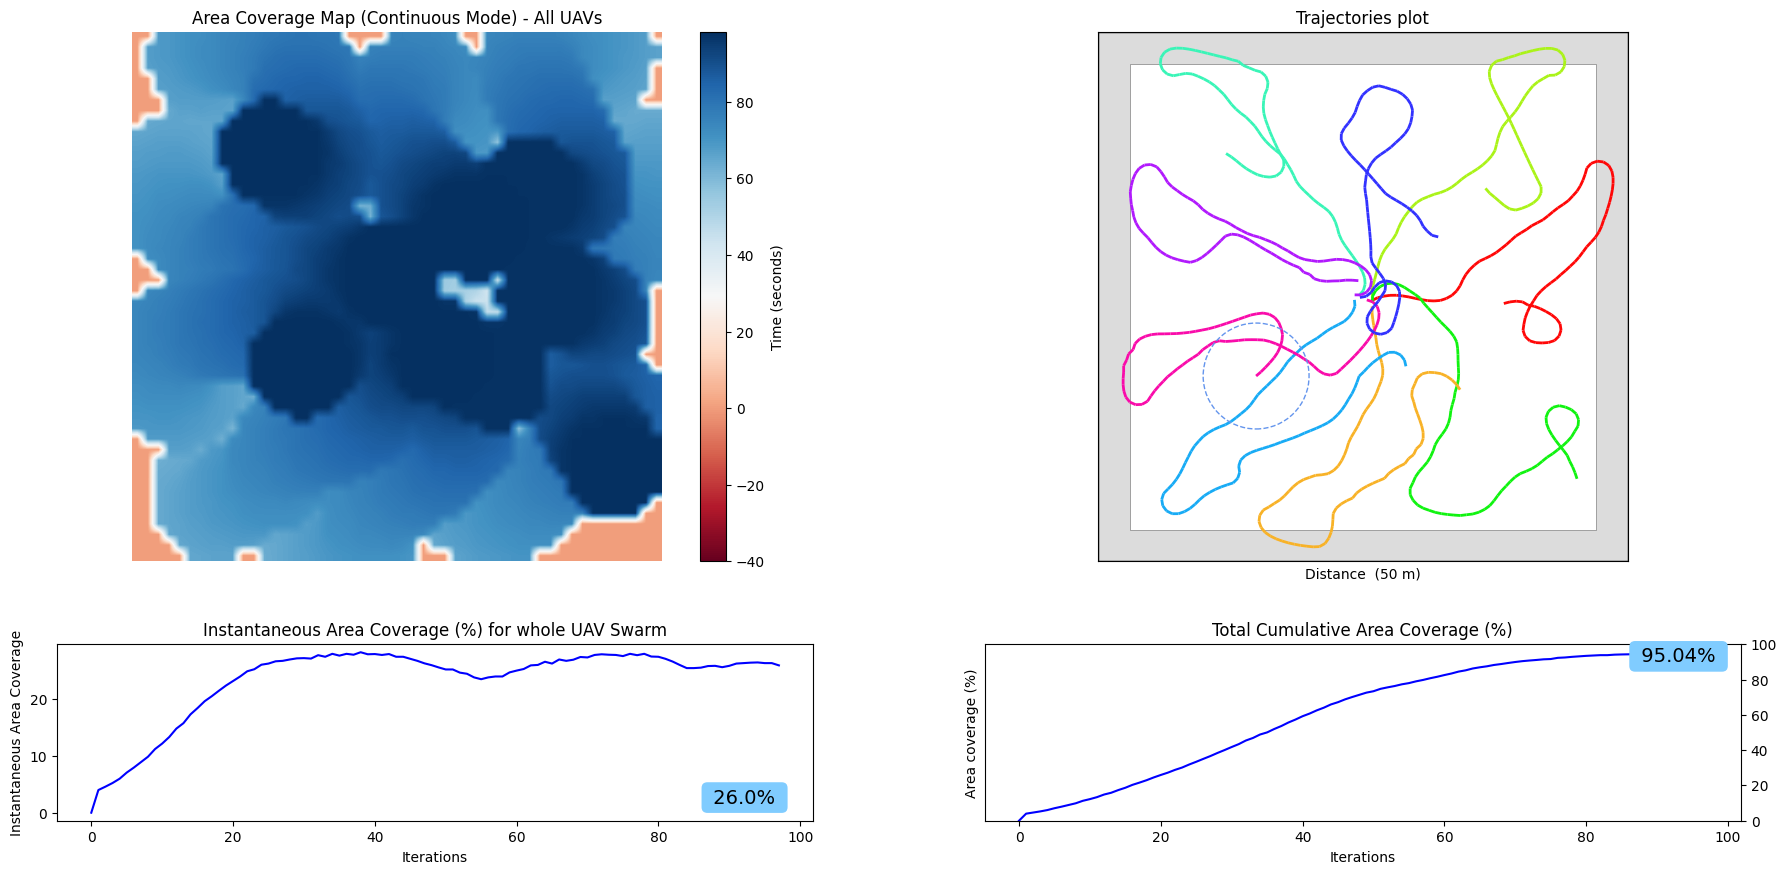 Area Coverage Map (Continuous Mode) - All UAVs
80
60
40
20
0
−20
−40
Time (seconds)
Trajectories plot
Distance  (50 m)
Instantaneous Area Coverage (%) for whole UAV Swarm
Instantaneous Area Coverage
20
10
0
26.0%
0 20 40 60 80 100
Iterations
Total Cumulative Area Coverage (%)
Area coverage (%)
95.04%
100
80
60
40
20
0
0 20 40 60 80 100
Iterations